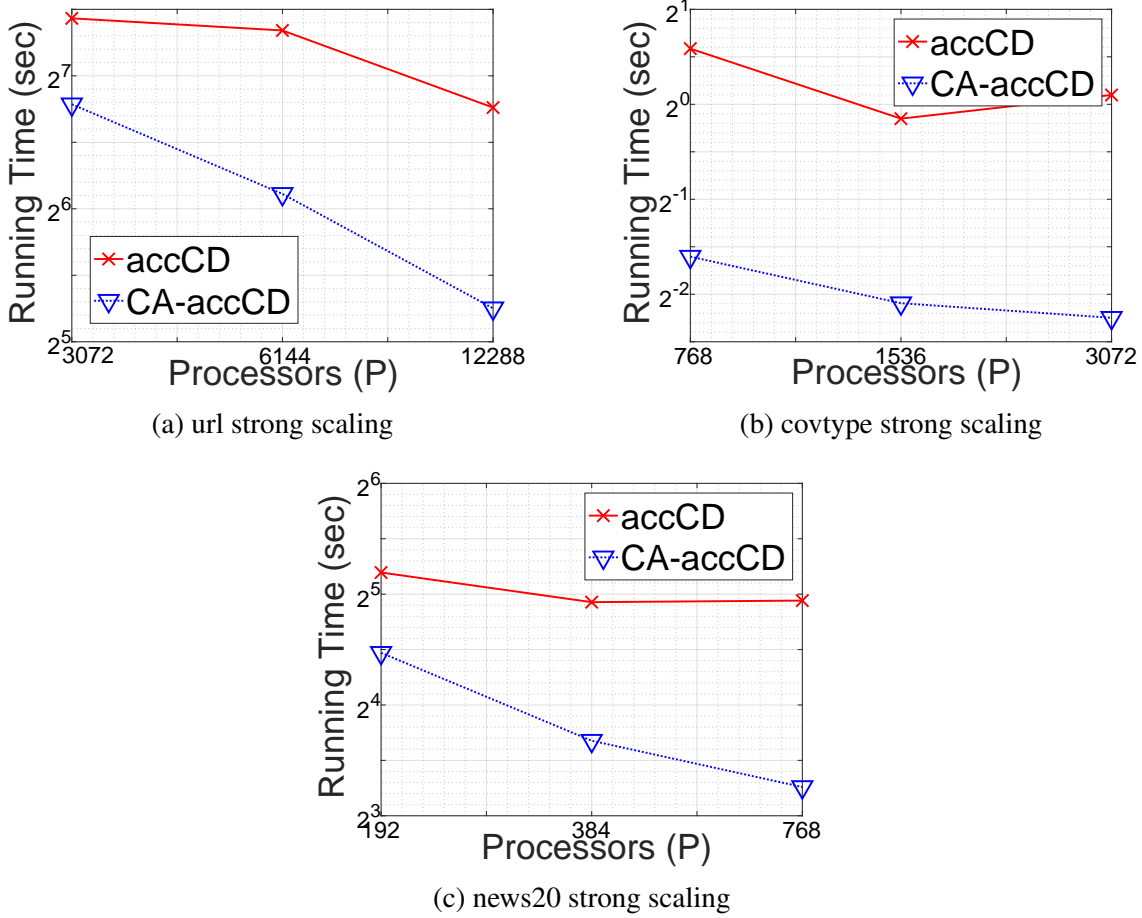 Running Time (sec)
2^7
2^6
2^5
accCD
CA-accCD
3072 6144 12288
Processors (P)
(a) url strong scaling
Running Time (sec)
2^1
2^0
2^-1
2^-2
accCD
CA-accCD
768 1536 3072
Processors (P)
(b) covtype strong scaling
Running Time (sec)
2^6
2^5
2^4
2^3
accCD
CA-accCD
192 384 768
Processors (P)
(c) news20 strong scaling